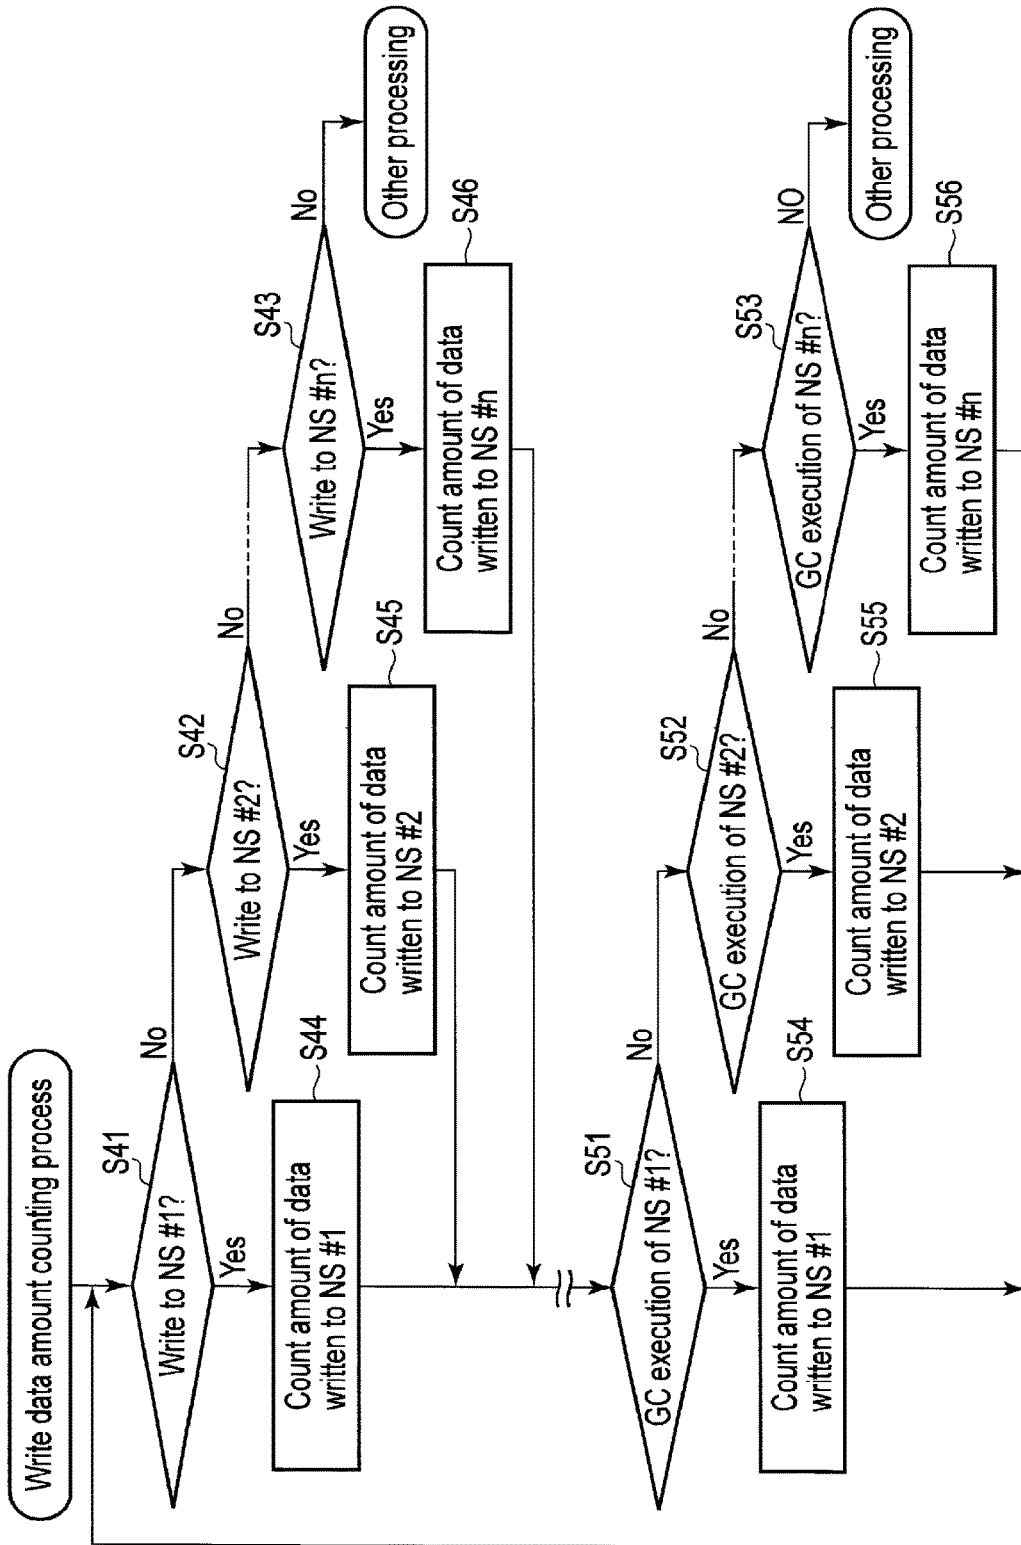 Write data amount counting process
S41
Write to NS #1?
No
Yes
S44
Count amount of data
written to NS #1
S42
Write to NS #2?
No
Yes
S45
Count amount of data
written to NS #2
S43
Write to NS #n?
No
Yes
Other processing
S46
Count amount of data
written to NS #n
S51
GC execution of NS #1?
No
Yes
S54
Count amount of data
written to NS #1
S52
GC execution of NS #2?
No
Yes
S55
Count amount of data
written to NS #2
S53
GC execution of NS #n?
NO
Yes
Other processing
S56
Count amount of data
written to NS #n